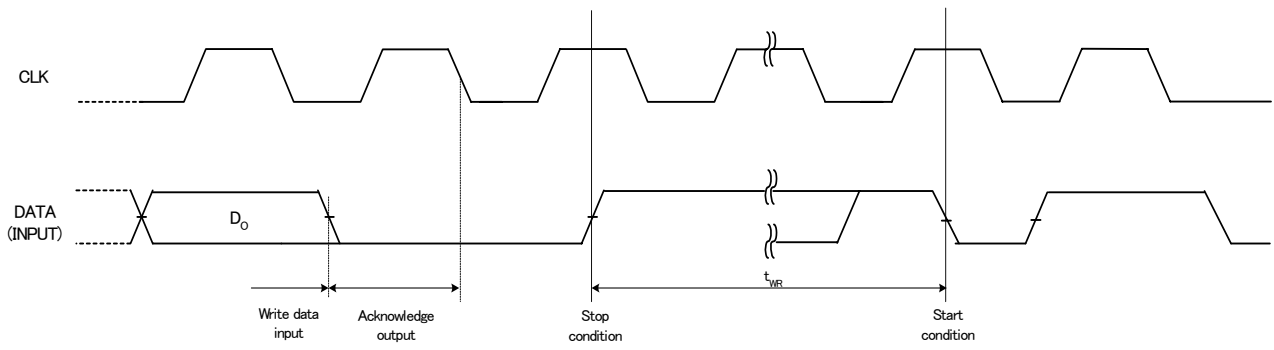 CLK
DATA
(INPUT)
DO
tWR
Write data
input
Acknowledge
output
Stop
condition
Start
condition